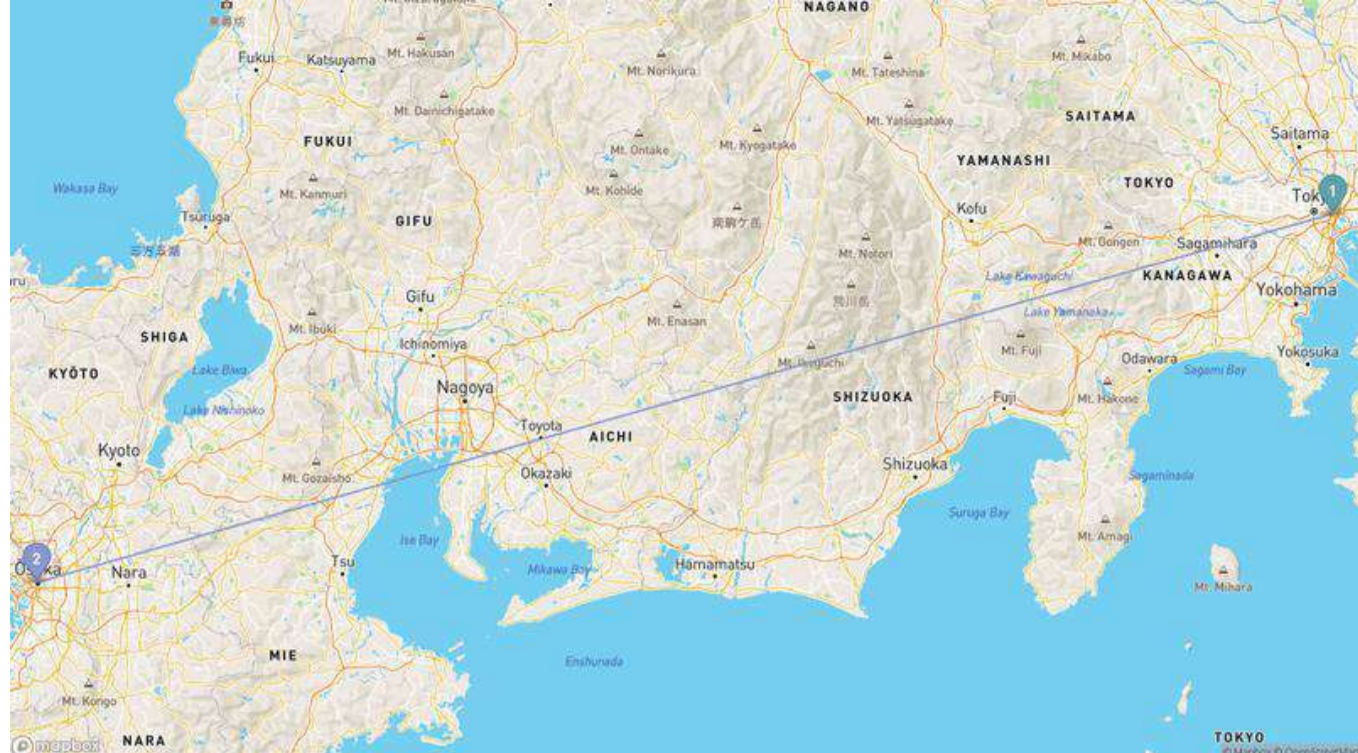 NAGANO
東尋坊
Fukui
Katsuyama
Mt. Hakusan
Mt. Norikura
Mt. Tateshina
Mt. Mikabo
Mt. Dainichigatake
Mt. Yatsugatake
SAITAMA
FUKUI
Mt. Ontake
Mt. Kyogatake
Saitama
YAMANASHI
Wakasa Bay
Mt. Kanmuri
Mt. Kohide
TOKYO
1
Tsuruga
GIFU
南駒ケ岳
Kofu
三方五湖
Mt. Notori
Mt. Gongen
Sagamihara
Lake Kawaguchi
KANAGAWA
Gifu
荒川岳
Yokohama
SHIGA
Mt. Ibuki
Mt. Enasan
Lake Yamanaka
Ichinomiya
Mt. Fuji
Yokosuka
KYŌTO
Lake Biwa
Odawara
Sagami Bay
Nagoya
SHIZUOKA
Fuji
Mt. Hakone
Lake Nishinoko
Toyota
AICHI
Kyoto
Mt. Gozaisho
Okazaki
Shizuoka
Sagaminada
Suruga Bay
Ise Bay
Mt. Amagi
2
Nara
Tsu
Mikawa Bay
Hamamatsu
Mt. Mihara
MIE
Enshunada
Mt. Kongo
NARA
TOKYO
mapbox